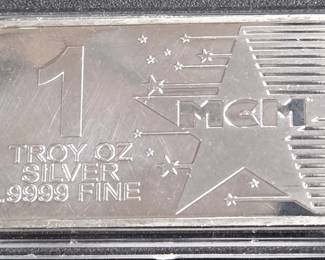 1
TROY OZ
SILVER
.9999 FINE
MCM